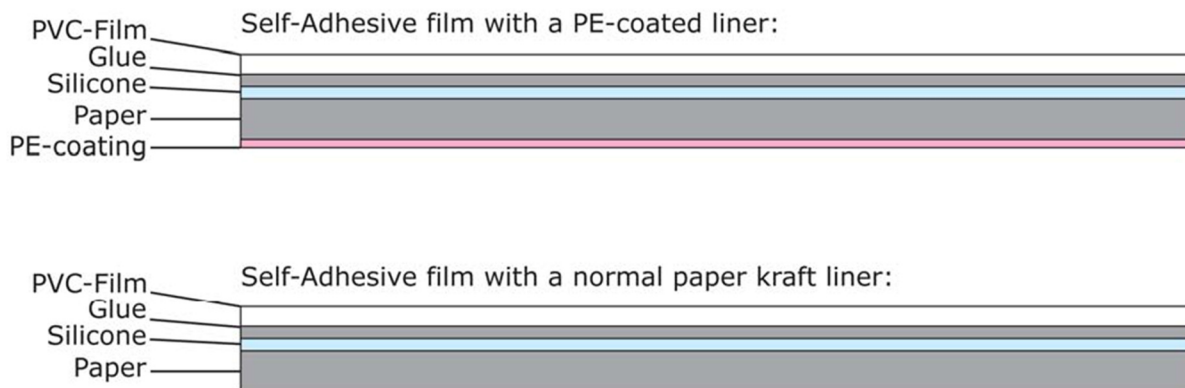 Self-Adhesive film with a PE-coated liner:
PVC-Film
Glue
Silicone
Paper
PE-coating
Self-Adhesive film with a normal paper kraft liner:
PVC-Film
Glue
Silicone
Paper